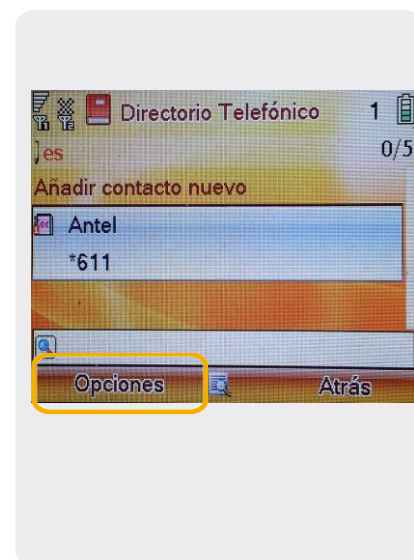 Directorio Telefónico 1
es 0/5
Añadir contacto nuevo
Antel
*611
Opciones Atrás